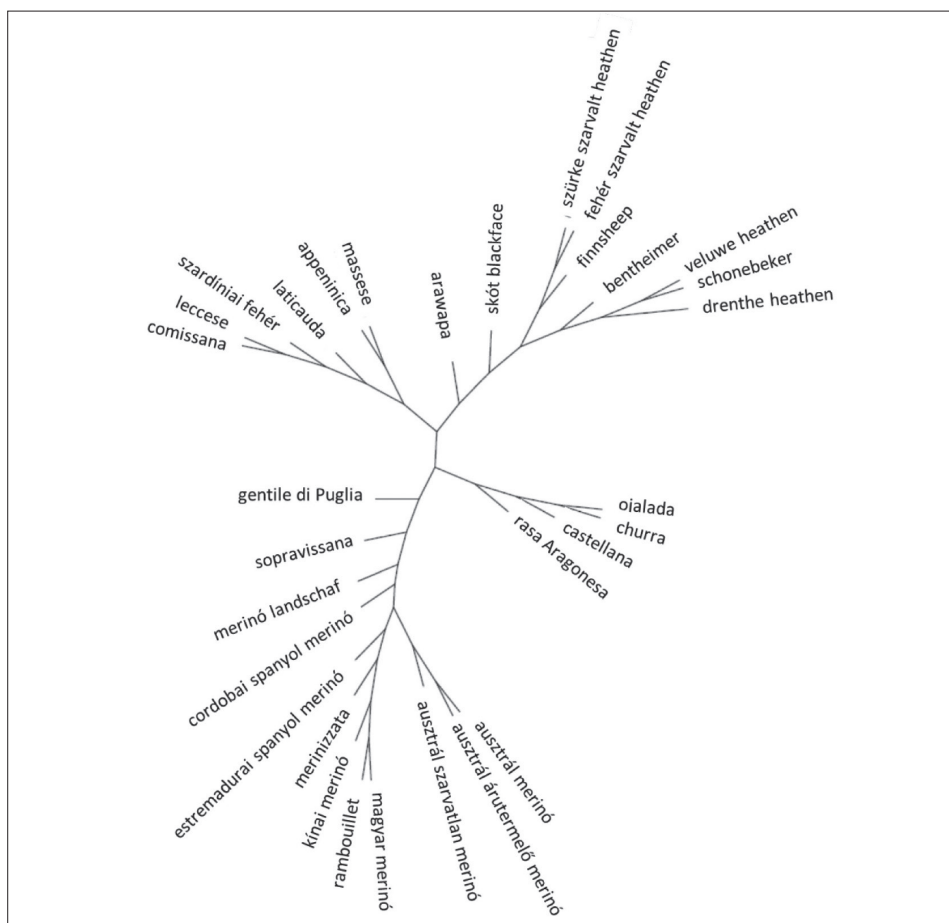 szürke szarvalt heathen
fehér szarvalt heathen
finnsheep
bentheimer
veluwe heathen
schonebeker
drenthe heathen
skót blackface
arawapa
massese
appeninica
laticauda
szardíniai fehér
leccese
comissana
gentile di Puglia
sopravissana
merinó landschaf
cordobai spanyol merinó
estremadurai spanyol merinó
merinizzata
kínai merinó
rambouillet
magyar merinó
ausztrál szarvatlan merinó
ausztrál árutermelő merinó
ausztrál merinó
rasa Aragonesa
castellana
churra
oialada